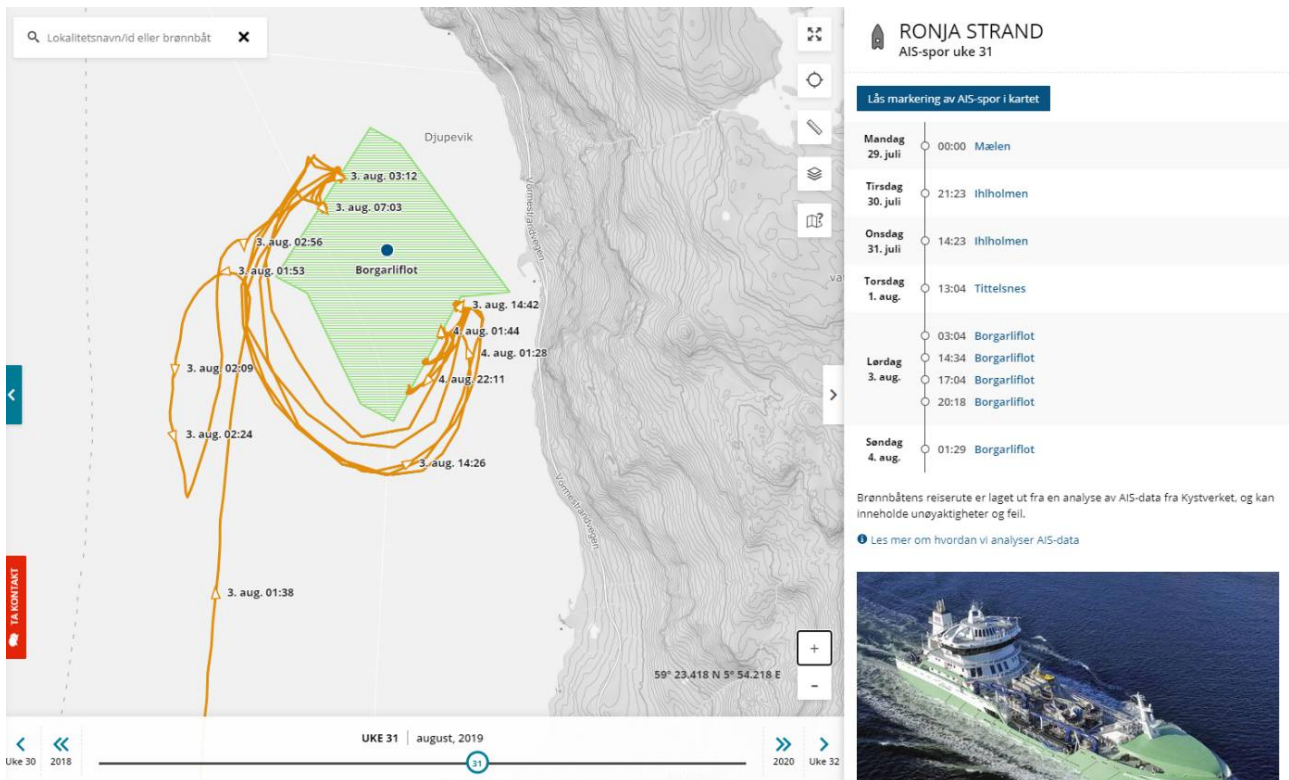 Lokalitetsnavn/id eller brønnbåt
Djupevik
Vormestrandvegen
3. aug. 03:12
3. aug. 07:03
3. aug. 02:56
3. aug. 01:53
Borgarliflot
va
3. aug. 14:42
4. aug. 01:44
4. aug. 01:28
3. aug. 02:09
4. aug. 22:11
3. aug. 02:24
3. aug. 14:26
Vormestrandvegen
3. aug. 01:38
TA KONTAKT
59° 23.418 N 5° 54.218 E
+
-
UKE 31 | august, 2019
Uke 30
2018
31
2020
Uke 32
RONJA STRAND
AIS-spor uke 31
Lås markering av AIS-spor i kartet
Mandag
29. juli
00:00 Mælen
Tirsdag
30. juli
21:23 Ihlholmen
Onsdag
31. juli
14:23 Ihlholmen
Torsdag
1. aug.
13:04 Tittelsnes
Lørdag
3. aug.
03:04 Borgarliflot
14:34 Borgarliflot
17:04 Borgarliflot
20:18 Borgarliflot
Søndag
4. aug.
01:29 Borgarliflot
Brønnbåtens reiserute er laget ut fra en analyse av AIS-data fra Kystverket, og kan
inneholde unøyaktigheter og feil.
Les mer om hvordan vi analyser AIS-data